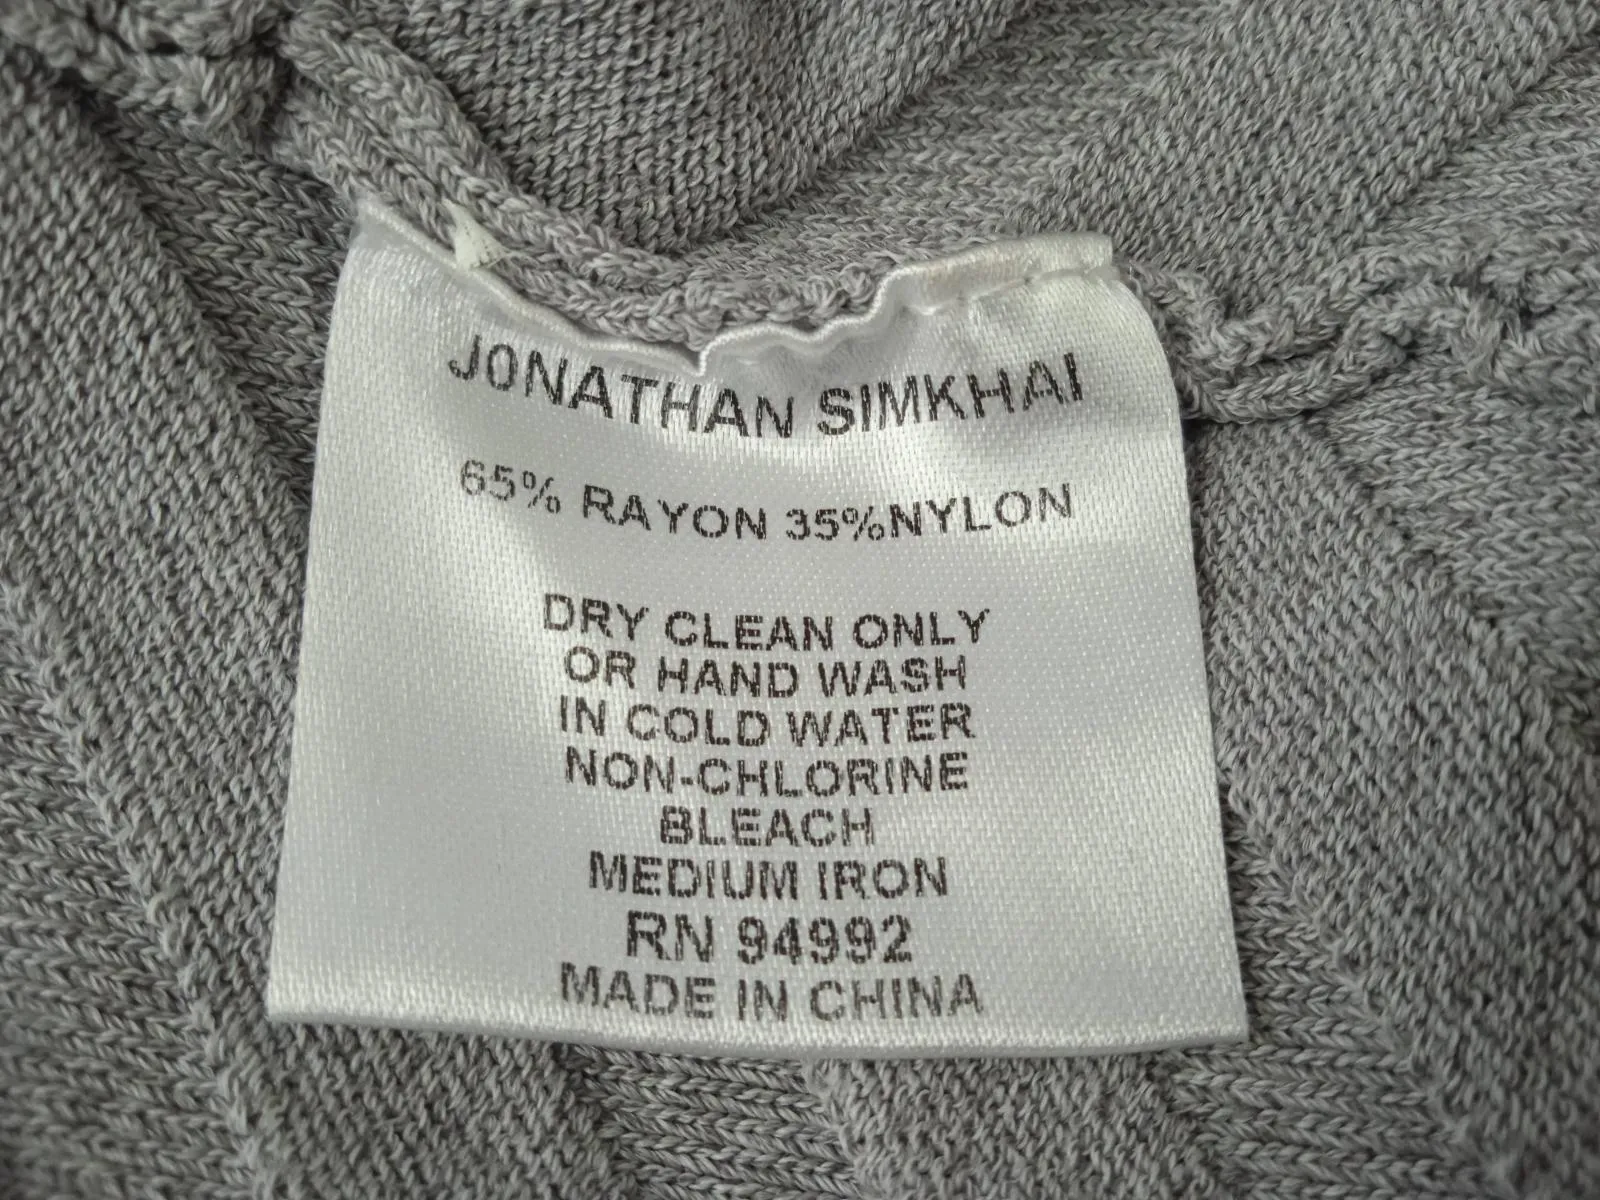 JONATHAN SIMKHAI
65% RAYON 35%NYLON
DRY CLEAN ONLY
OR HAND WASH
IN COLD WATER
NON-CHLORINE
BLEACH
MEDIUM IRON
RN 94992
MADE IN CHINA